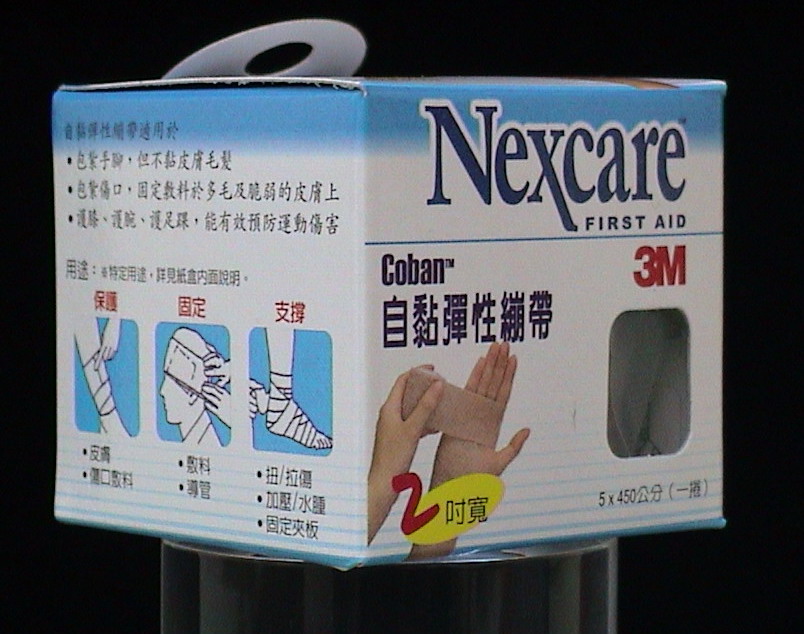 自黏彈性繃帶適用於
•包紮手腳，但不黏皮膚毛髮
•包紮傷口，固定敷料於多毛及脆弱的皮膚上
•護膝、護腕、護足踝，能有效預防運動傷害
用途：※特定用途，詳見紙盒內面說明。
保護
固定
支撐
•皮膚
•傷口敷料
•敷料
•導管
•扭/拉傷
•加壓/水腫
•固定夾板
Nexcare™
FIRST AID
3M
Coban™
自黏彈性繃帶
2吋寬
5x450公分（一捲）